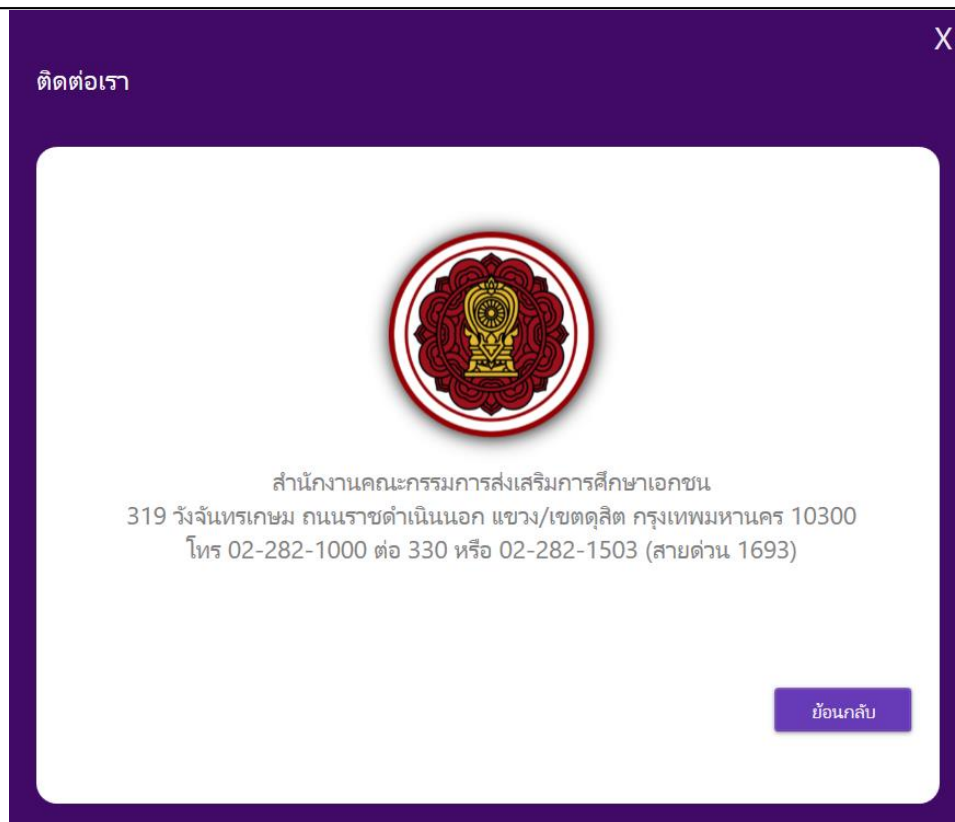 X
ติดต่อเรา
สำนักงานคณะกรรมการส่งเสริมการศึกษาเอกชน
319 วังจันทรเกษม ถนนราชดำเนินนอก แขวง/เขตดุสิต กรุงเทพมหานคร 10300
โทร 02-282-1000 ต่อ 330 หรือ 02-282-1503 (สายด่วน 1693)
ย้อนกลับ